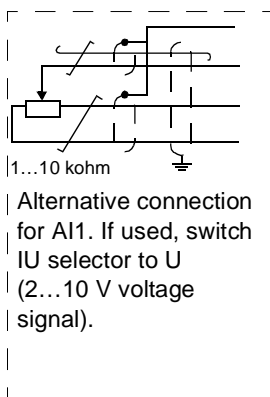 1…10 kohm
Alternative connection
for AI1. If used, switch
IU selector to U
(2…10 V voltage
signal).